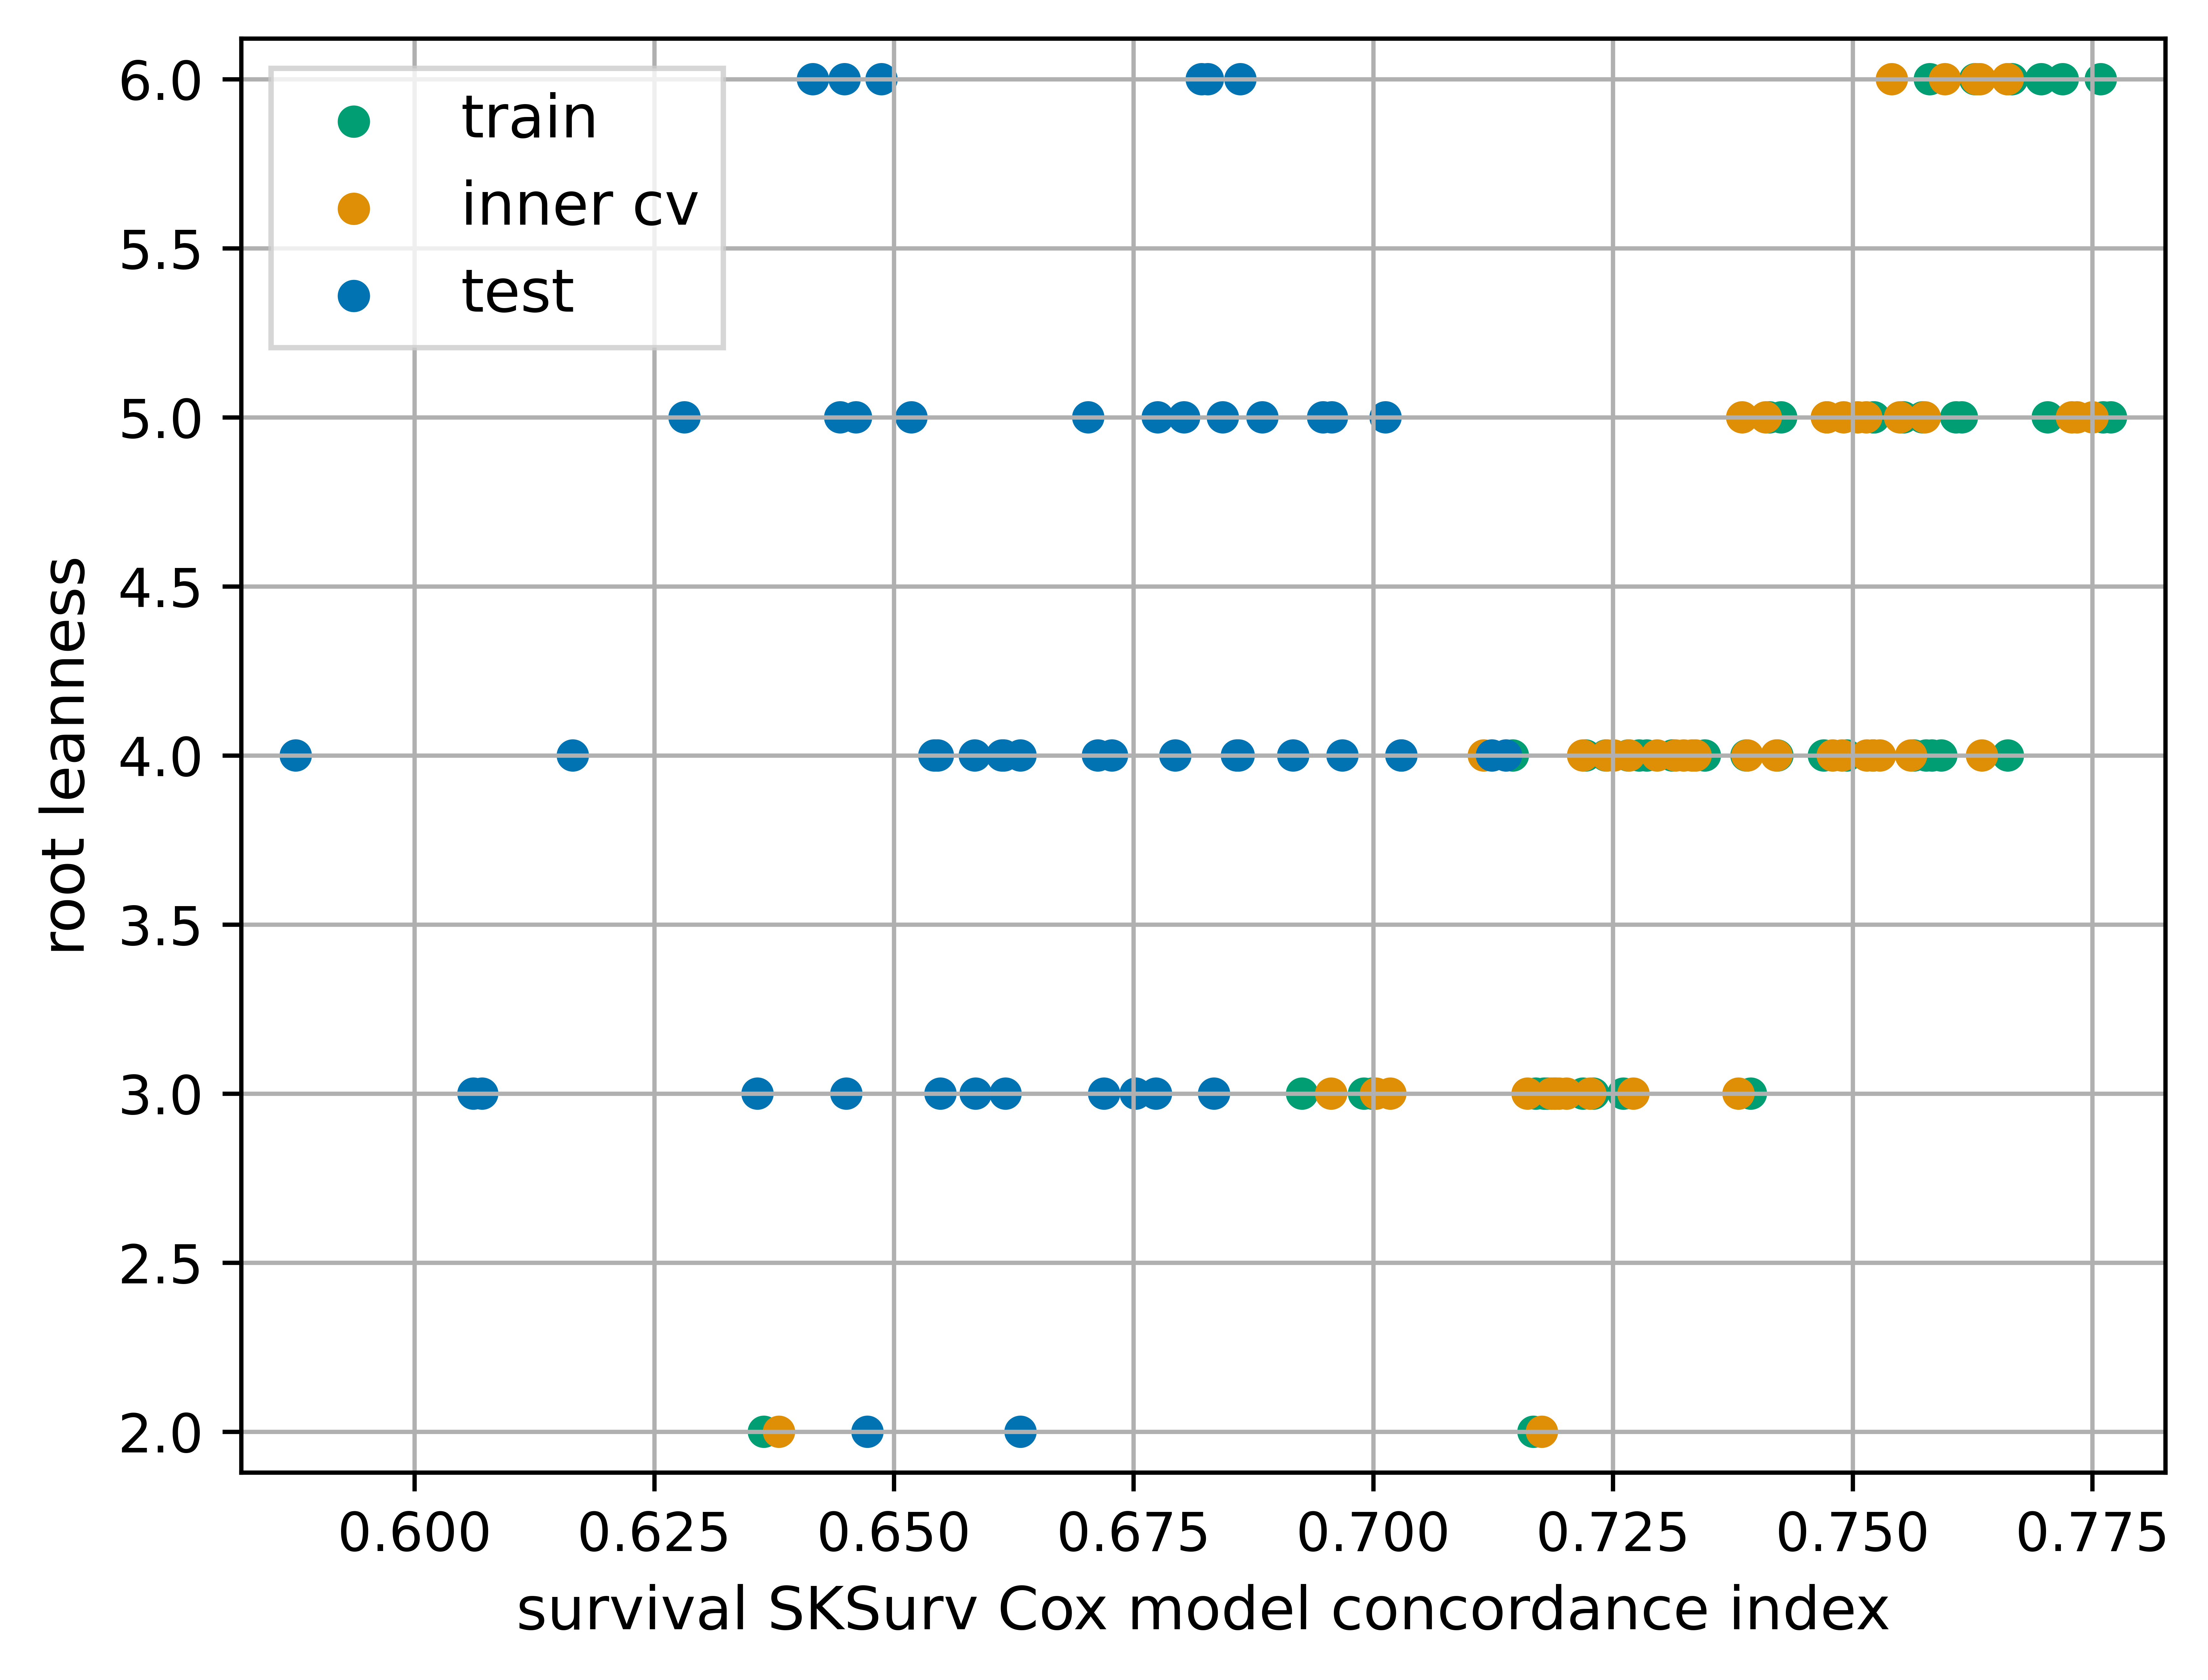 train
inner cv
test
6.0
5.5
5.0
4.5
4.0
3.5
3.0
2.5
2.0
root leanness
0.600 0.625 0.650 0.675 0.700 0.725 0.750 0.775
survival SKSurv Cox model concordance index